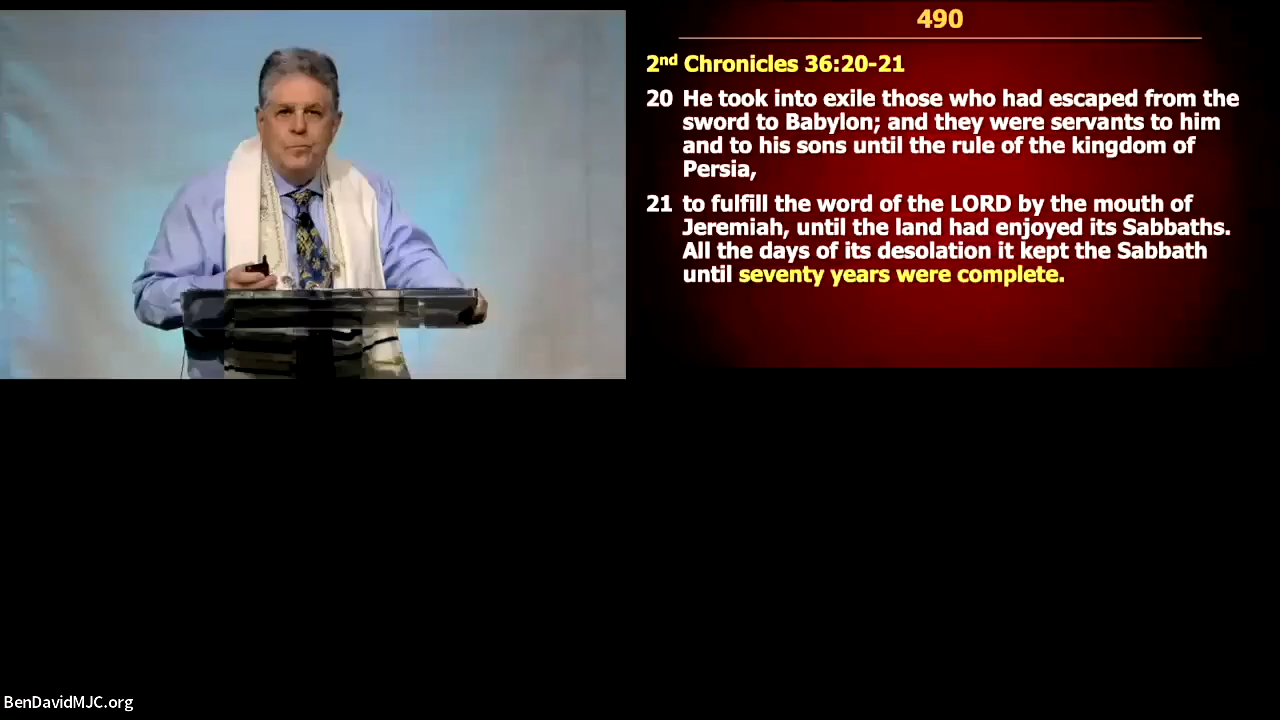 490
2nd Chronicles 36:20-21
20 He took into exile those who had escaped from the
sword to Babylon; and they were servants to him
and to his sons until the rule of the kingdom of
Persia,
21 to fulfill the word of the LORD by the mouth of
Jeremiah, until the land had enjoyed its Sabbaths.
All the days of its desolation it kept the Sabbath
until seventy years were complete.
BenDavidMJC.org